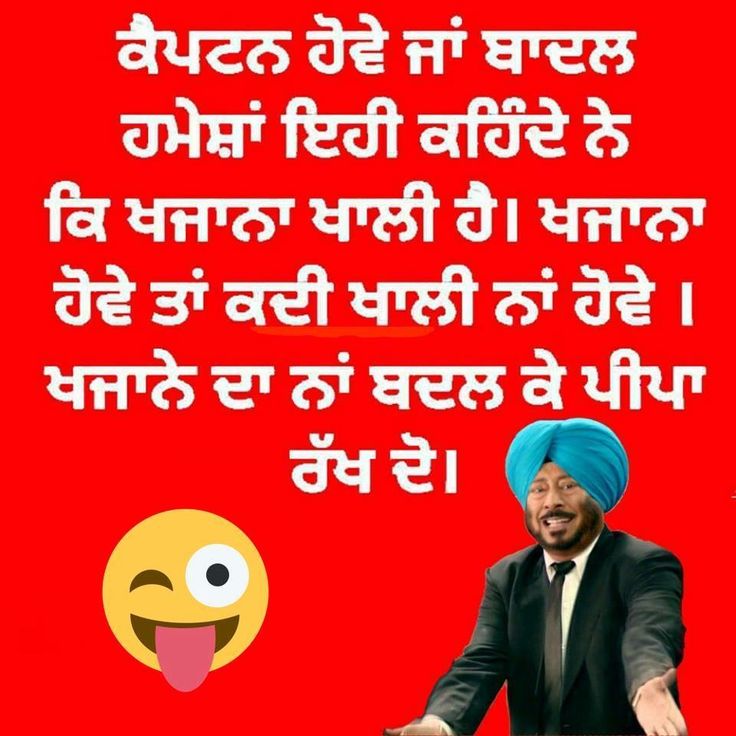 ਕੈਪਟਨ ਹੋਵੇ ਜਾਂ ਬਾਦਲ
ਹਮੇਸ਼ਾਂ ਇਹੀ ਕਹਿੰਦੇ ਨੇ
ਕਿ ਖਜਾਨਾ ਖਾਲੀ ਹੈ। ਖਜਾਨਾ
ਹੋਵੇ ਤਾਂ ਕਦੀ ਖਾਲੀ ਨਾਂ ਹੋਵੇ ।
ਖਜਾਨੇ ਦਾ ਨਾਂ ਬਦਲ ਕੇ ਪੀਪਾ
ਰੱਖ ਦੋ।